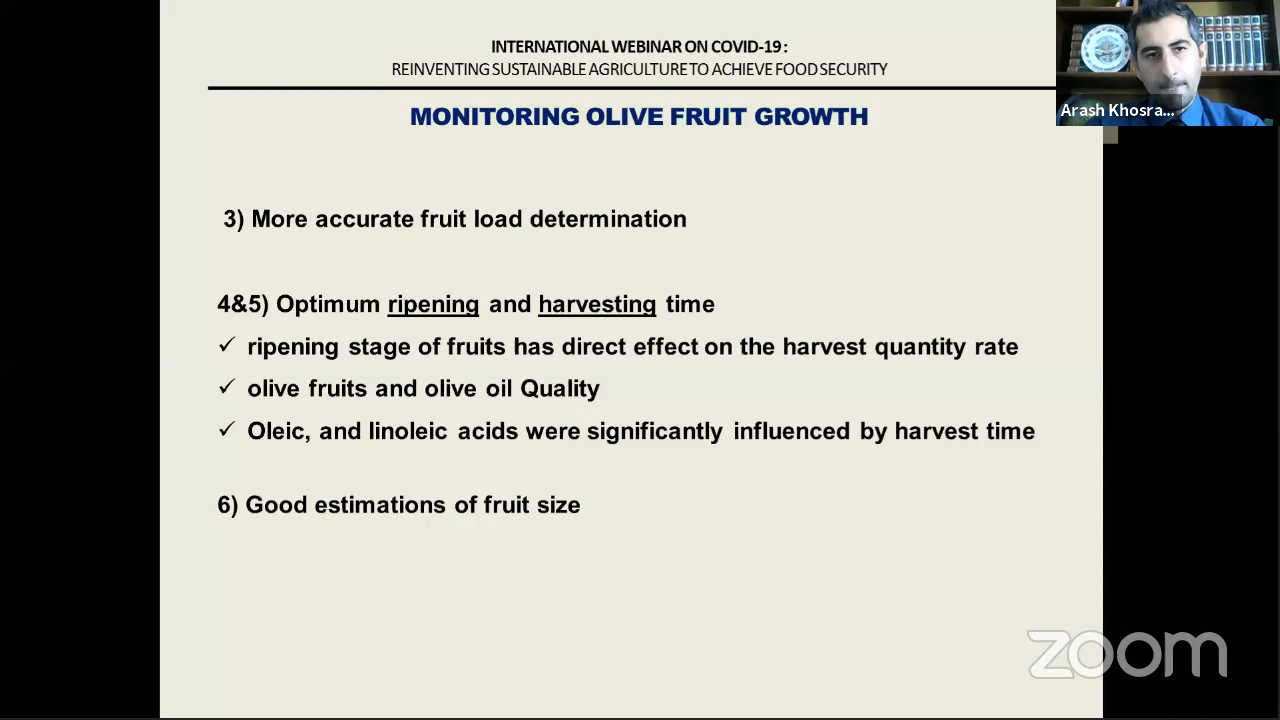 INTERNATIONAL WEBINAR ON COVID-19:
REINVENTING SUSTAINABLE AGRICULTURE TO ACHIEVE FOOD SECURITY
Arash Khosra...
MONITORING OLIVE FRUIT GROWTH
3) More accurate fruit load determination
4&5) Optimum ripening and harvesting time
✓ ripening stage of fruits has direct effect on the harvest quantity rate
✓ olive fruits and olive oil Quality
✓ Oleic, and linoleic acids were significantly influenced by harvest time
6) Good estimations of fruit size
zoom